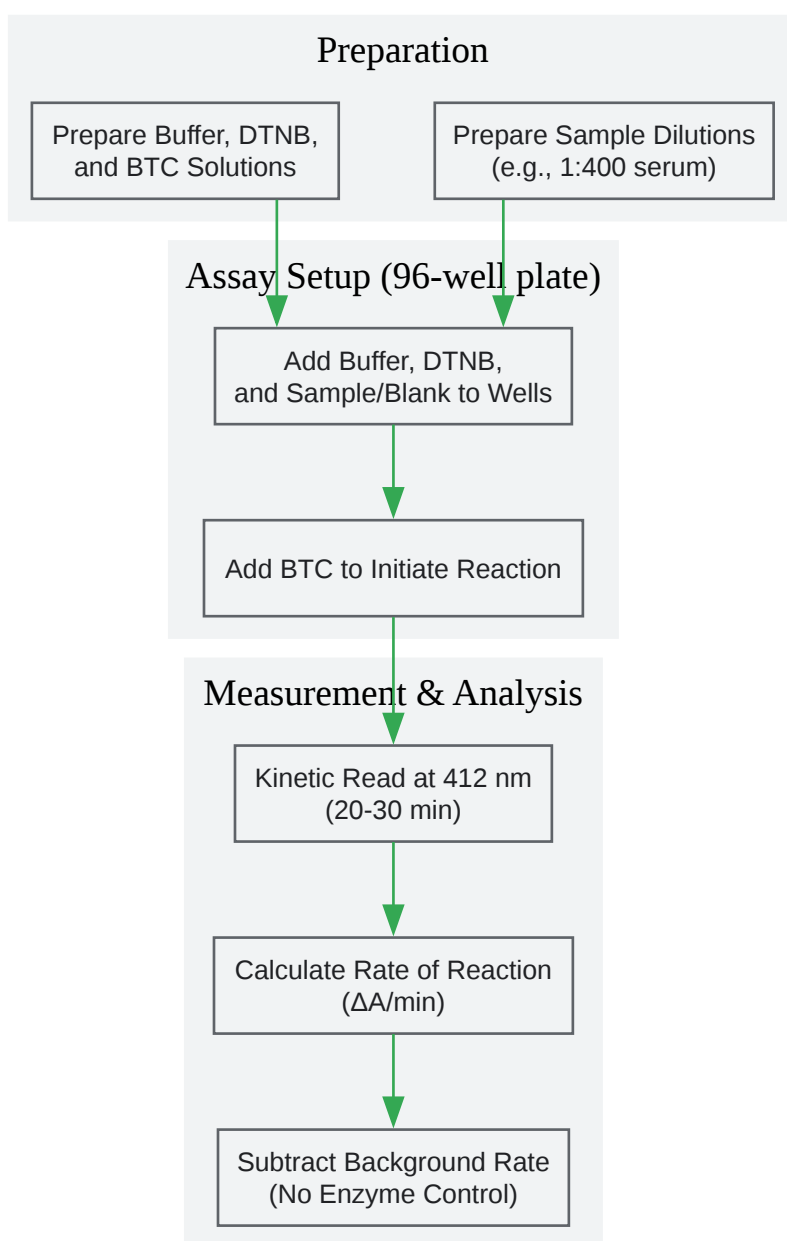 Preparation
Prepare Buffer, DTNB,
and BTC Solutions
Prepare Sample Dilutions
(e.g., 1:400 serum)
Assay Setup (96-well plate)
Add Buffer, DTNB,
and Sample/Blank to Wells
Add BTC to Initiate Reaction
Measurement & Analysis
Kinetic Read at 412 nm
(20-30 min)
Calculate Rate of Reaction
(ΔA/min)
Subtract Background Rate
(No Enzyme Control)